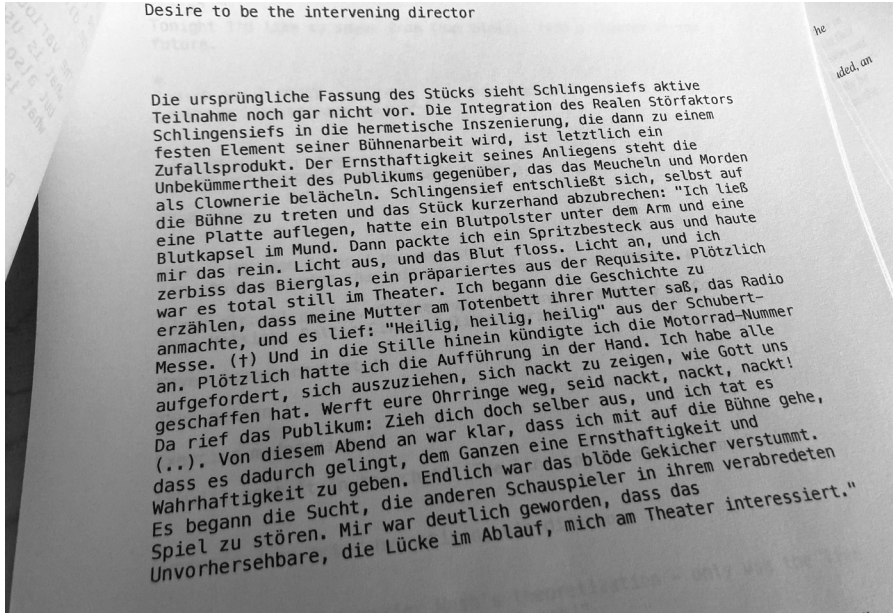 Desire to be the intervening director
Die ursprüngliche Fassung des Stücks sieht Schlingensiefs aktive
Teilnahme noch gar nicht vor. Die Integration des Realen Störfaktors
Schlingensiefs in die hermetische Inszenierung, die dann zu einem
festen Element seiner Bühnenarbeit wird, ist letztlich ein
Zufallsprodukt. Der Ernsthaftigkeit seines Anliegens steht die
Unbekümmertheit des Publikums gegenüber, das das Meucheln und Morden
als Clownerie belächeln. Schlingensief entschließt sich, selbst auf
die Bühne zu treten und das Stück kurzerhand abzubrechen: "Ich ließ
eine Platte auflegen, hatte ein Blutpolster unter dem Arm und eine
Blutkapsel im Mund. Dann packte ich ein Spritzbesteck aus und haute
mir das rein. Licht aus, und das Blut floss. Licht an, und ich
zerbiss das Bierglas, ein präpariertes aus der Requisite. Plötzlich
war es total still im Theater. Ich begann die Geschichte zu
erzählen, dass meine Mutter am Totenbett ihrer Mutter saß, das Radio
anmachte, und es lief: "Heilig, heilig, heilig" aus der Schubert-
Messe. (†) Und in die Stille hinein kündigte ich die Motorrad-Nummer
an. Plötzlich hatte ich die Aufführung in der Hand. Ich habe alle
aufgefordert, sich auszuziehen, sich nackt zu zeigen, wie Gott uns
geschaffen hat. Werft eure Ohrringe weg, seid nackt, nackt, nackt!
Da rief das Publikum: Zieh dich doch selber aus, und ich tat es
(..). Von diesem Abend an war klar, dass ich mit auf die Bühne gehe,
dass es dadurch gelingt, dem Ganzen eine Ernsthaftigkeit und
Wahrhaftigkeit zu geben. Endlich war das blöde Gekicher verstummt.
Es begann die Sucht, die anderen Schauspieler in ihrem verabredeten
Spiel zu stören. Mir war deutlich geworden, dass das
Unvorhersehbare, die Lücke im Ablauf, mich am Theater interessiert."
he
uded, an